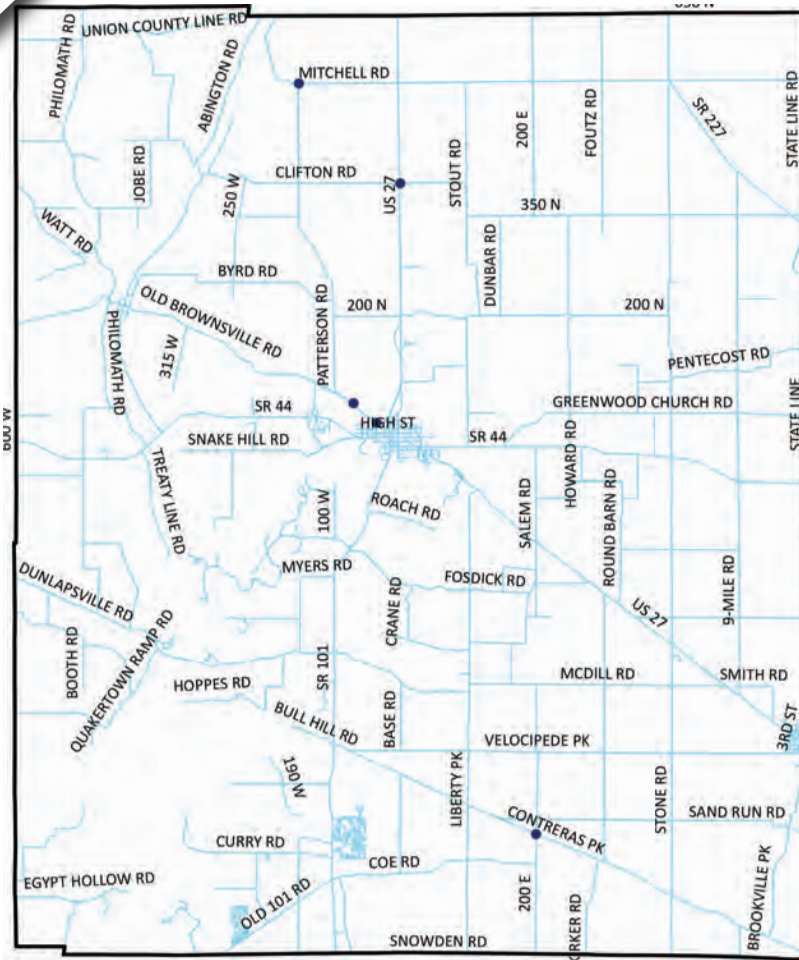 650 N
UNION COUNTY LINE RD
PHILOMATH RD
ABINGTON RD
MITCHELL RD
SR 227
STATE LINE RD
200 E
FOUTZ RD
JOBE RD
CLIFTON RD
STOUT RD
250 W
US 27
350 N
WATT RD
DUNBAR RD
BYRD RD
OLD BROWNSVILLE RD
PATTERSON RD
200 N
200 N
PHILOMATH RD
315 W
PENTECOST RD
600 W
SR 44
GREENWOOD CHURCH RD
STATE LINE
HIGH ST
SNAKE HILL RD
SR 44
HOWARD RD
TREATY LINE RD
100 W
ROACH RD
SALEM RD
ROUND BARN RD
MYERS RD
FOSDICK RD
DUNLAPSVILLE RD
CRANE RD
US 27
9-MILE RD
BOOTH RD
QUAKERTOWN RAMP RD
HOPPES RD
SR 101
MCDILL RD
SMITH RD
BULL HILL RD
BASE RD
3RD ST
VELOCIPEDE PK
190 W
LIBERTY PK
STONE RD
CONTRERAS PK
SAND RUN RD
CURRY RD
COE RD
EGYPT HOLLOW RD
OLD 101 RD
200 E
BROOKVILLE PK
RKER RD
SNOWDEN RD